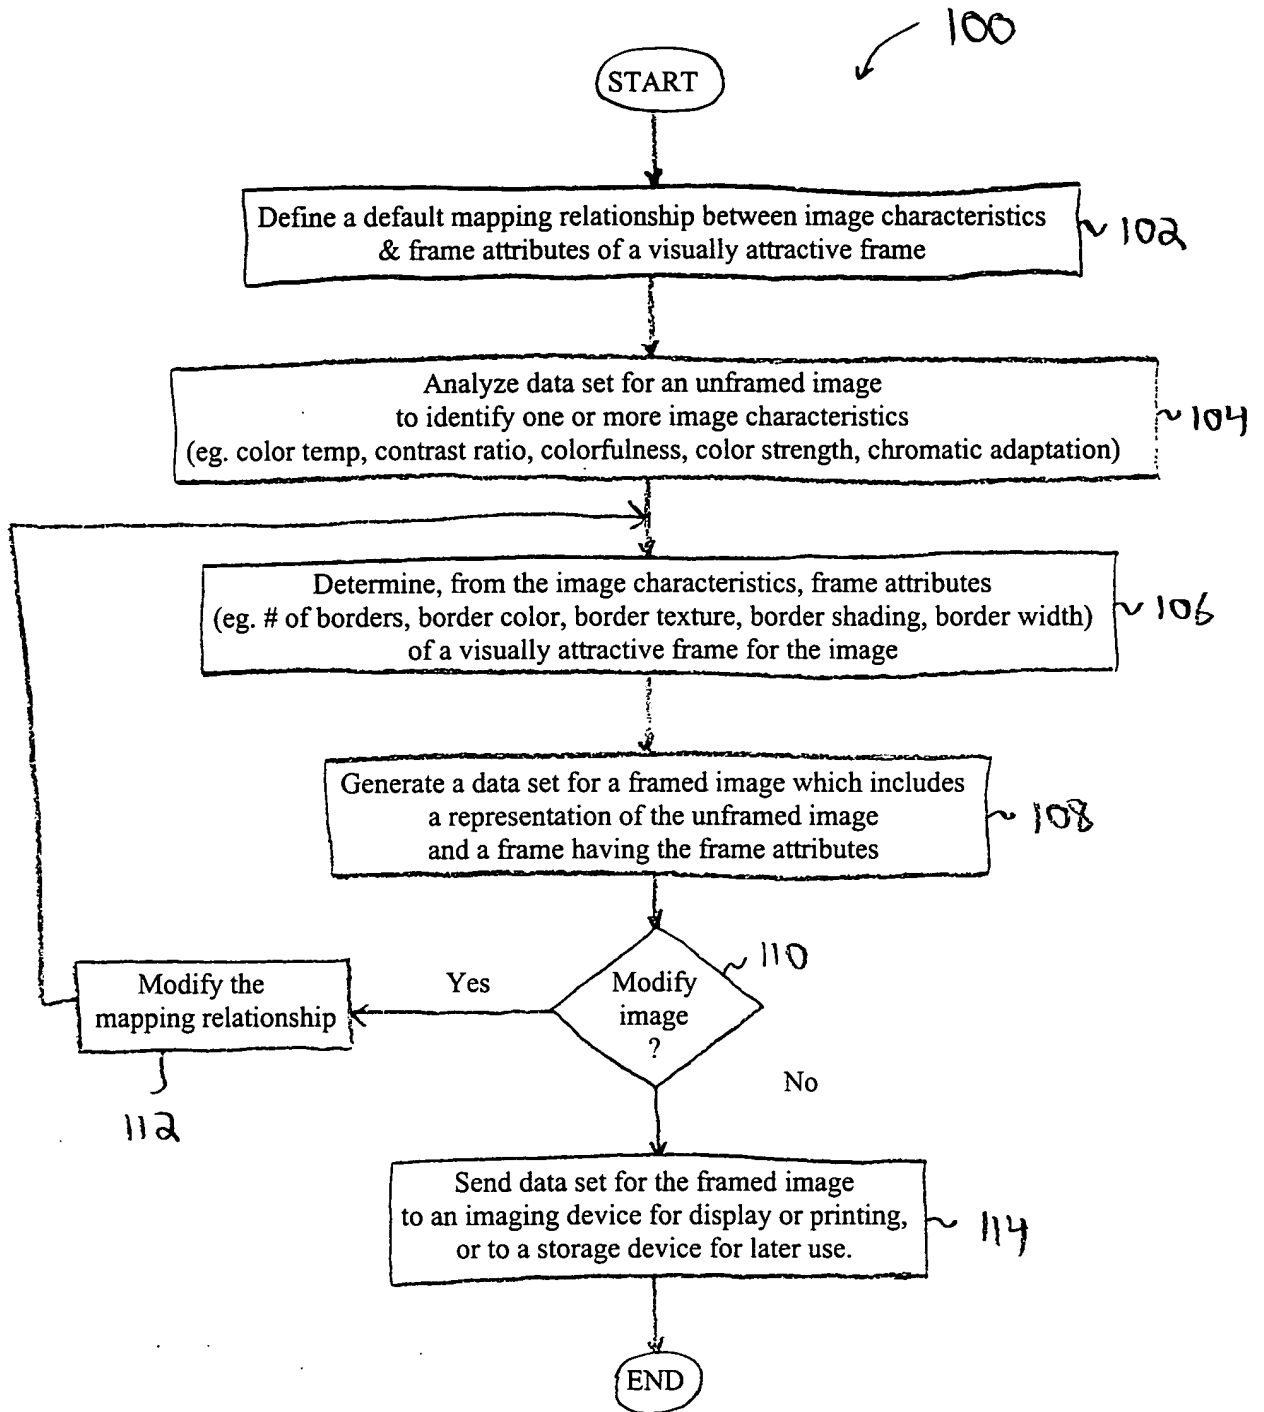 100
START
Define a default mapping relationship between image characteristics
& frame attributes of a visually attractive frame
102
Analyze data set for an unframed image
to identify one or more image characteristics
(eg. color temp, contrast ratio, colorfulness, color strength, chromatic adaptation)
104
Determine, from the image characteristics, frame attributes
(eg. # of borders, border color, border texture, border shading, border width)
of a visually attractive frame for the image
106
Generate a data set for a framed image which includes
a representation of the unframed image
and a frame having the frame attributes
108
Modify
image
?
110
Yes
Modify the
mapping relationship
112
No
Send data set for the framed image
to an imaging device for display or printing,
or to a storage device for later use.
114
END